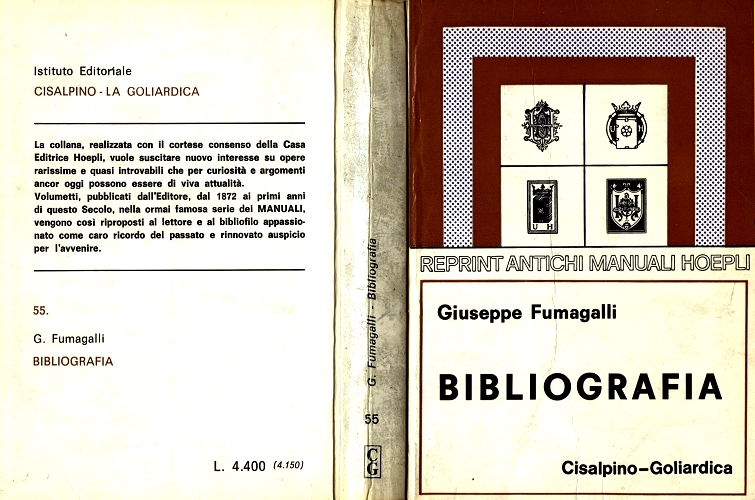 Istituto Editoriale
CISALPINO - LA GOLIARDICA
La collana, realizzata con il cortese consenso della Casa
Editrice Hoepli, vuole suscitare nuovo interesse su opere
rarissime e quasi introvabili che per curiosità e argomenti
ancor oggi possono essere di viva attualità.
Volumetti, pubblicati dall'Editore, dal 1872 ai primi anni
di questo Secolo, nella ormai famosa serie dei MANUALI,
vengono così riproposti al lettore e al bibliofilo appassio-
nato come caro ricordo del passato e rinnovato auspicio
per l'avvenire.
55.
G. Fumagalli
BIBLIOGRAFIA
L. 4.400 (4.150)
G. Fumagalli - Bibliografia
55
CG
U H
U H
REPRINT ANTICHI MANUALI HOEPLI
Giuseppe Fumagalli
BIBLIOGRAFIA
Cisalpino-Goliardica